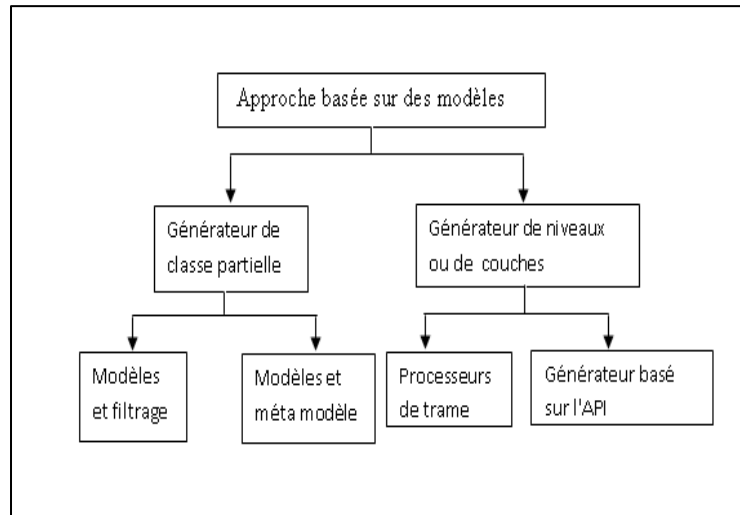 Approche basée sur des modèles
Générateur de
classe partielle
Générateur de niveaux
ou de couches
Modèles
et filtrage
Modèles et
méta modèle
Processeurs
de trame
Générateur basé
sur l'API